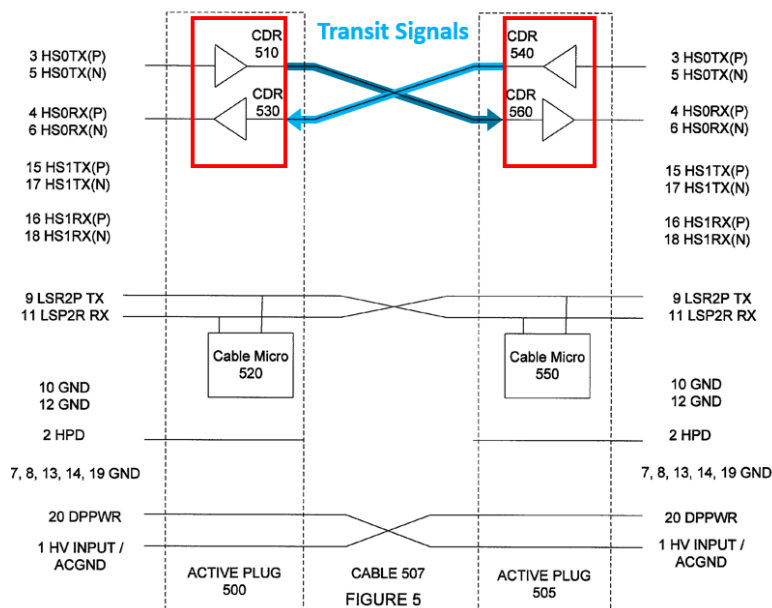 Transit Signals
CDR
510
CDR
530
CDR
540
CDR
560
3 HS0TX(P)
5 HS0TX(N)
4 HS0RX(P)
6 HS0RX(N)
15 HS1TX(P)
17 HS1TX(N)
16 HS1RX(P)
18 HS1RX(N)
3 HS0TX(P)
5 HS0TX(N)
4 HS0RX(P)
6 HS0RX(N)
15 HS1TX(P)
17 HS1TX(N)
16 HS1RX(P)
18 HS1RX(N)
9 LSR2P TX
11 LSP2R RX
Cable Micro
520
Cable Micro
550
9 LSR2P TX
11 LSP2R RX
10 GND
12 GND
10 GND
12 GND
2 HPD
2 HPD
7, 8, 13, 14, 19 GND
7, 8, 13, 14, 19 GND
20 DPPWR
1 HV INPUT /
ACGND
20 DPPWR
1 HV INPUT /
ACGND
ACTIVE PLUG
500
CABLE 507
ACTIVE PLUG
505
FIGURE 5